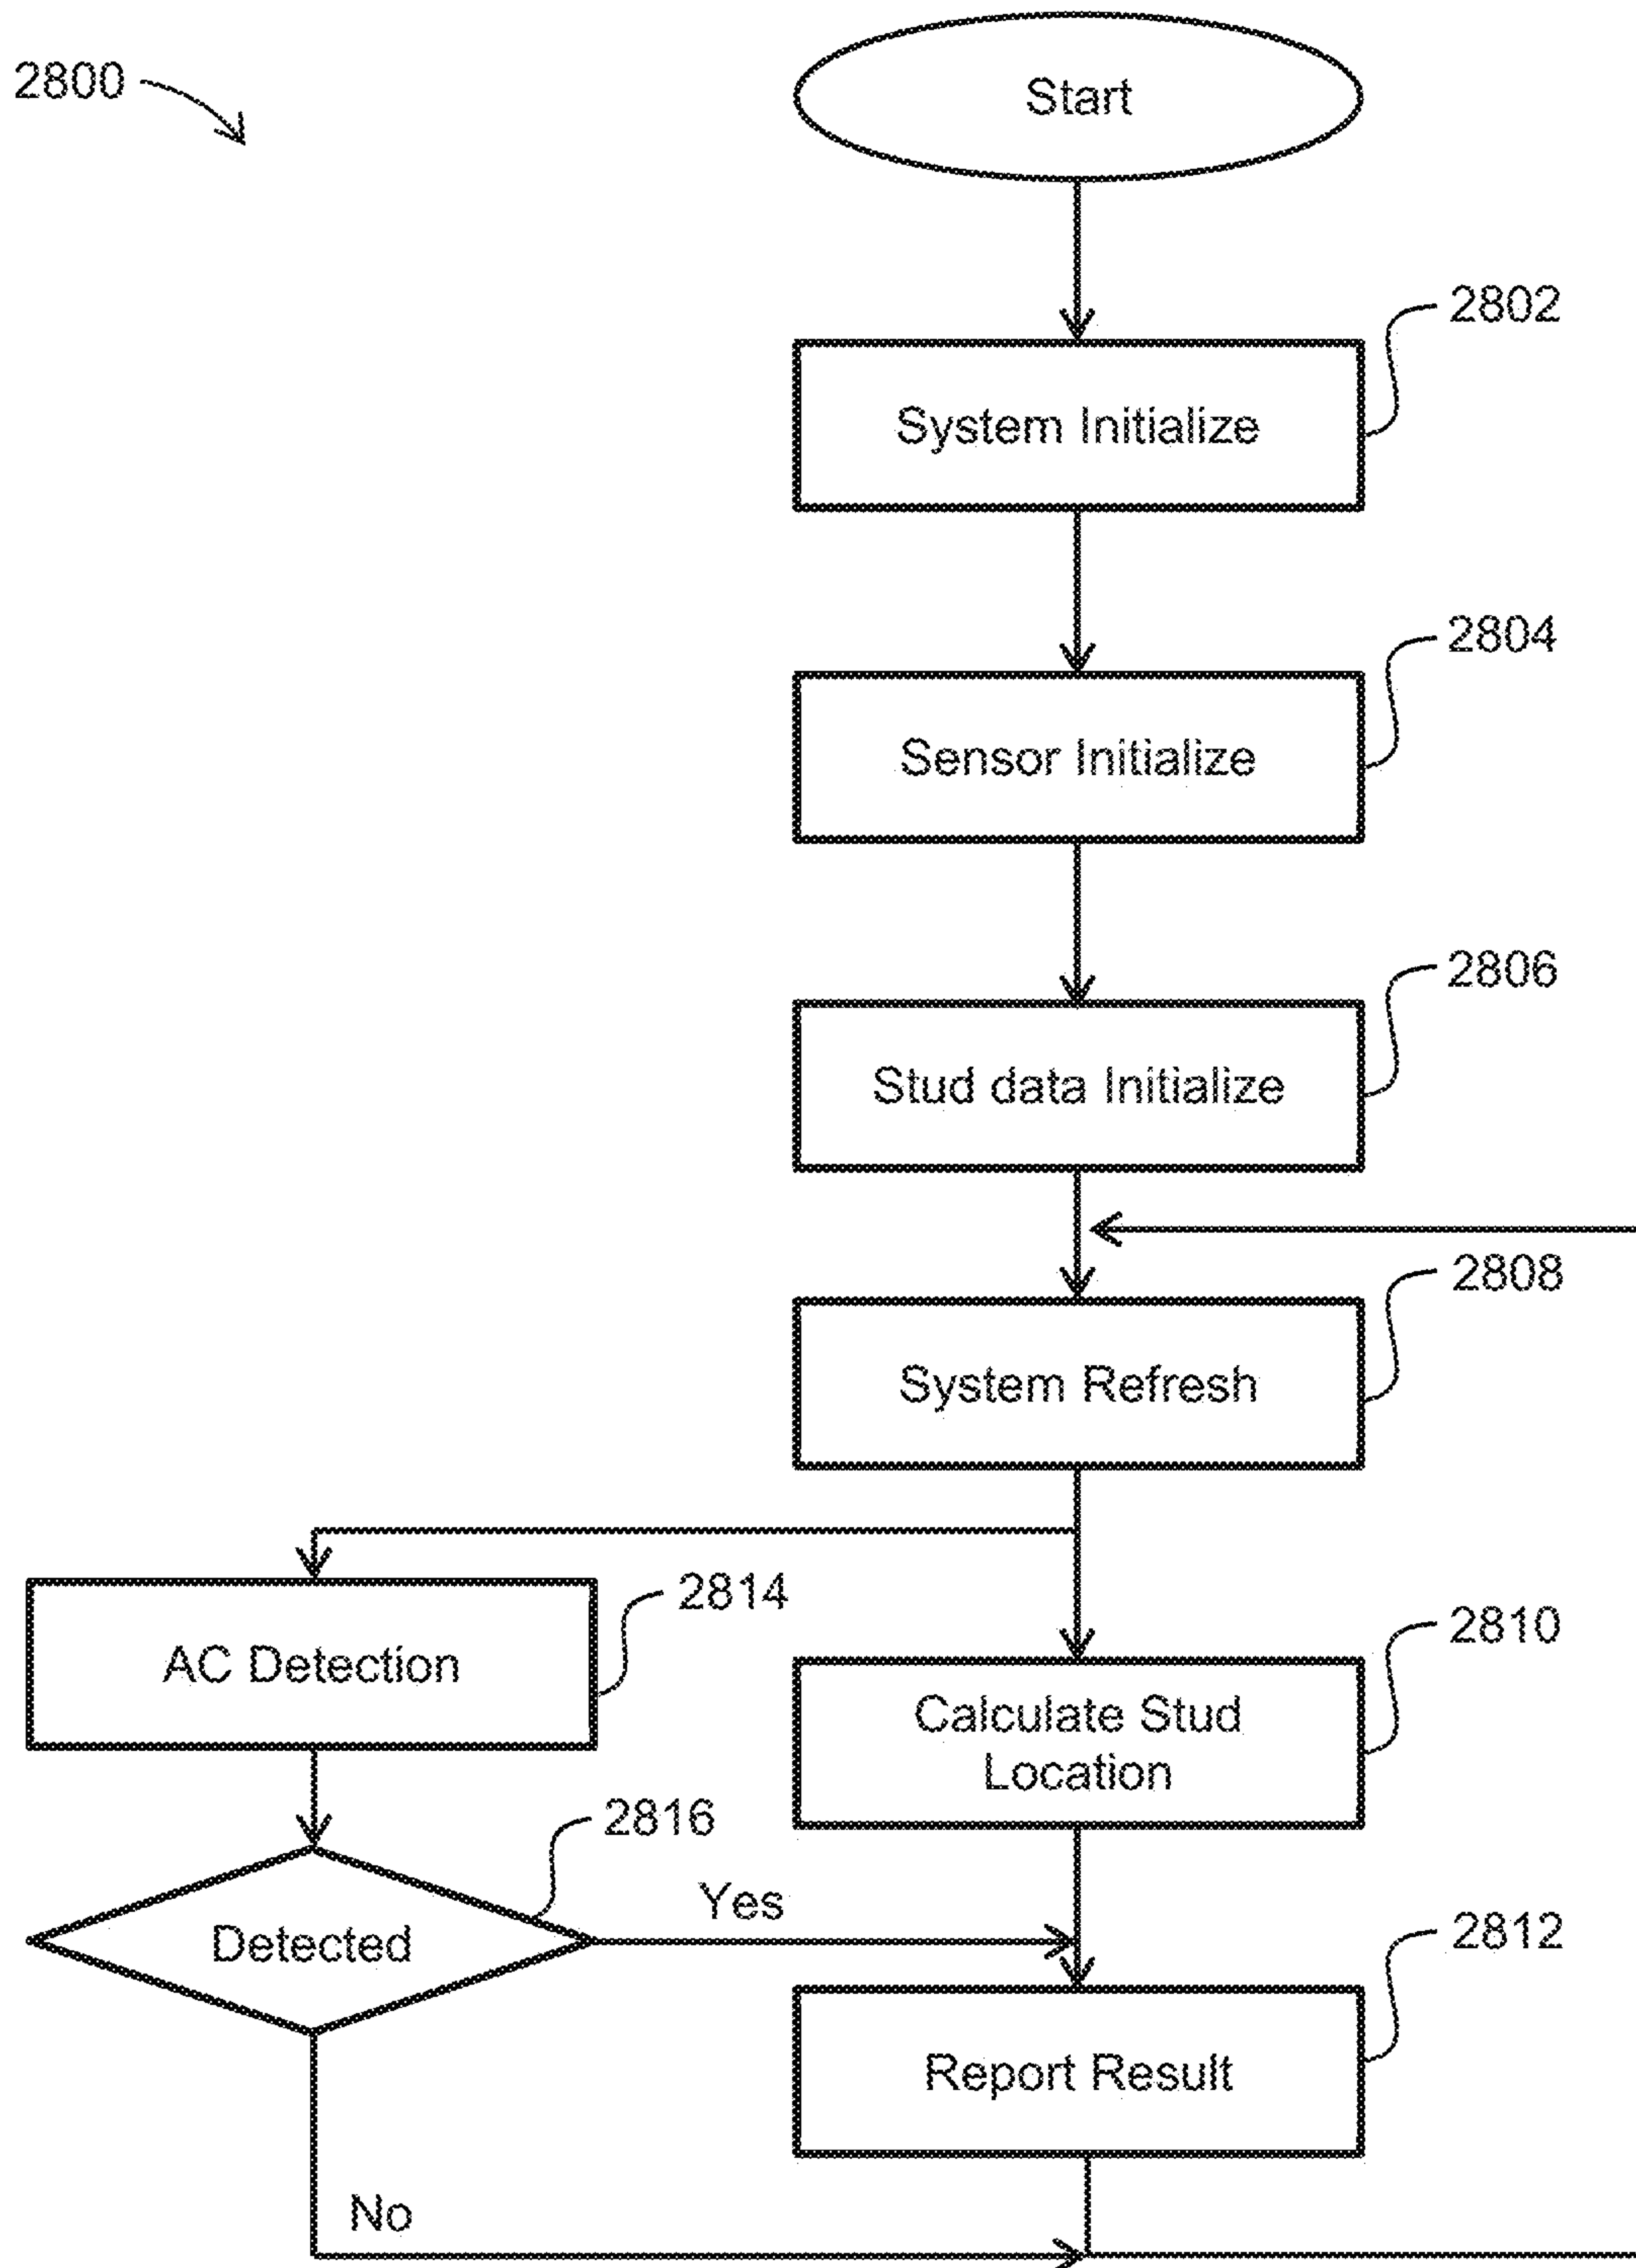 2800
Start
2802
System Initialize
2804
Sensor Initialize
2806
Stud data Initialize
2808
System Refresh
2814
AC Detection
2810
Calculate Stud
Location
2816
Detected
Yes
2812
Report Result
No